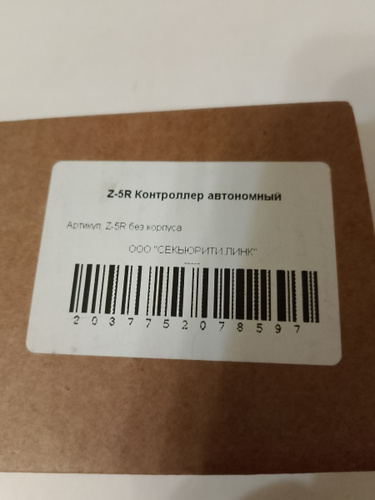 Z-5R Контроллер автономный
Артикул: Z-5R без корпуса
ООО "СЕКЬЮРИТИ ЛИНК"
-----
2037752078597